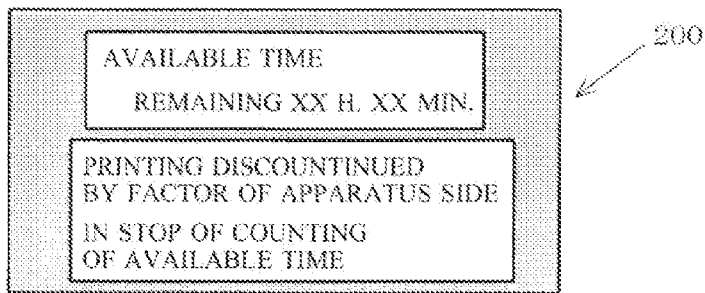 AVAILABLE TIME
REMAINING XX H. XX MIN.
200
PRINTING DISCOUNTINUED
BY FACTOR OF APPARATUS SIDE
IN STOP OF COUNTING
OF AVAILABLE TIME